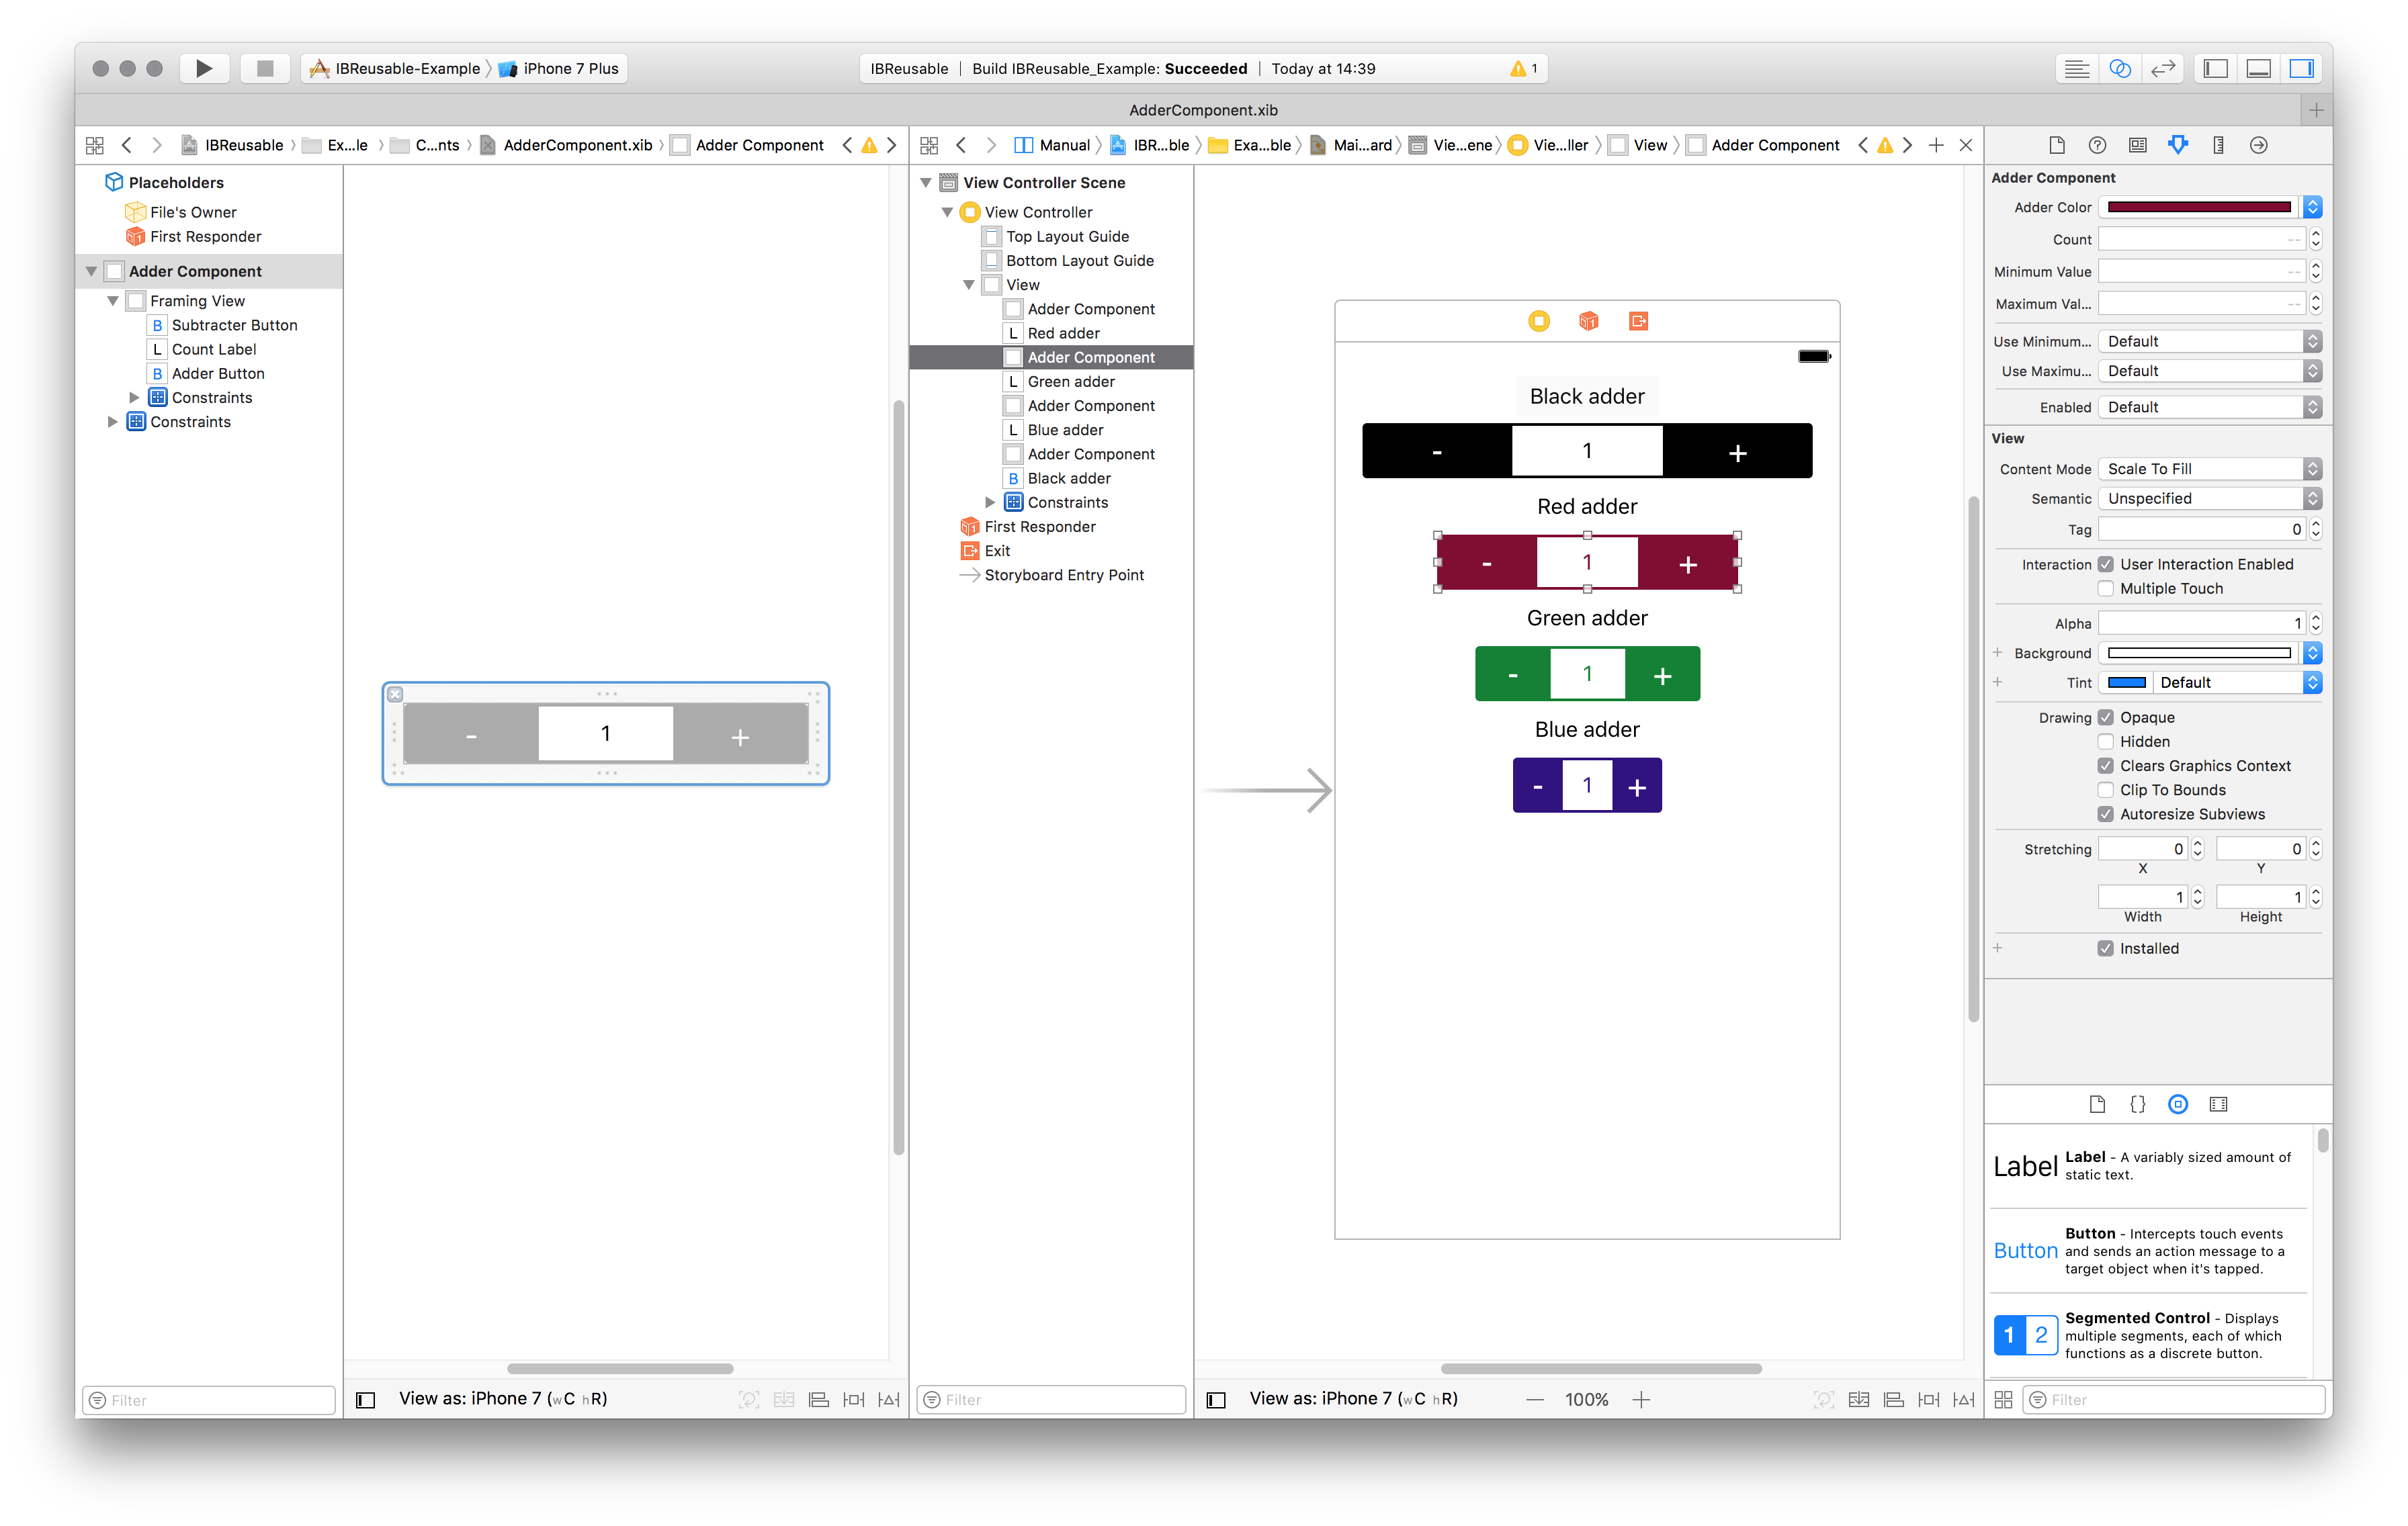 IBReusable-Example 〉 iPhone 7 Plus
IBReusable | Build IBReusable_Example: Succeeded | Today at 14:39
1
AdderComponent.xib
IBReusable 〉 Ex...le 〉 C...nts 〉 AdderComponent.xib 〉 Adder Component
Manual 〉 IBR...ble 〉 Exa...ble 〉 Mai...ard 〉 Vie...ene 〉 Vie...ller 〉 View 〉 Adder Component
Placeholders
File's Owner
First Responder
Adder Component
Framing View
B Subtracter Button
L Count Label
B Adder Button
Constraints
Constraints
Filter
- 1 +
View as: iPhone 7 (wC hR)
View Controller Scene
View Controller
Top Layout Guide
Bottom Layout Guide
View
Adder Component
L Red adder
Adder Component
L Green adder
Adder Component
L Blue adder
Adder Component
B Black adder
Constraints
First Responder
Exit
Storyboard Entry Point
Filter
Black adder
- 1 +
Red adder
- 1 +
Green adder
- 1 +
Blue adder
- 1 +
View as: iPhone 7 (wC hR)
— 100% +
Adder Component
Adder Color
Count --
Minimum Value --
Maximum Val... --
Use Minimum... Default
Use Maximu... Default
Enabled Default
View
Content Mode Scale To Fill
Semantic Unspecified
Tag 0
Interaction User Interaction Enabled
Multiple Touch
Alpha 1
+ Background
+ Tint Default
Drawing Opaque
Hidden
Clears Graphics Context
Clip To Bounds
Autoresize Subviews
Stretching 0 0
X Y
1 1
Width Height
+ Installed
{}
Label
Label - A variably sized amount of
static text.
Button
Button - Intercepts touch events
and sends an action message to a
target object when it's tapped.
1 2
Segmented Control - Displays
multiple segments, each of which
functions as a discrete button.
Filter